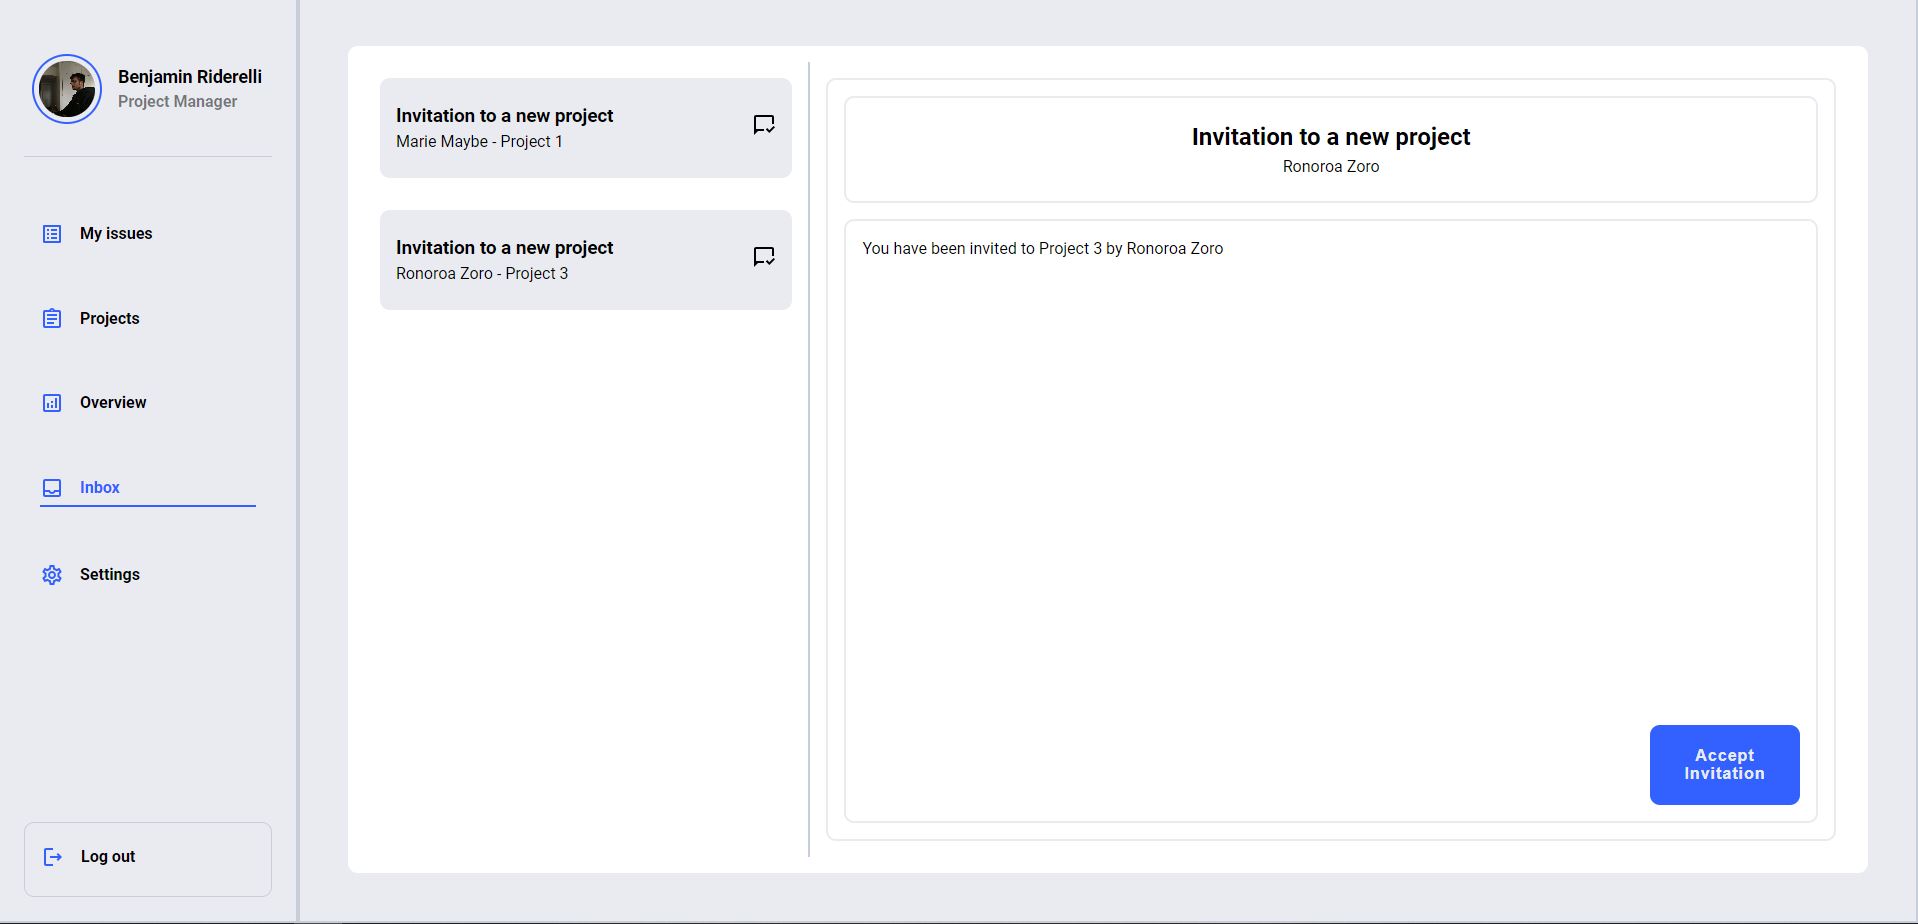 Benjamin Riderelli
Project Manager
My issues
Projects
Overview
Inbox
Settings
Log out
Invitation to a new project
Marie Maybe - Project 1
Invitation to a new project
Ronoroa Zoro - Project 3
Invitation to a new project
Ronoroa Zoro
You have been invited to Project 3 by Ronoroa Zoro
Accept
Invitation